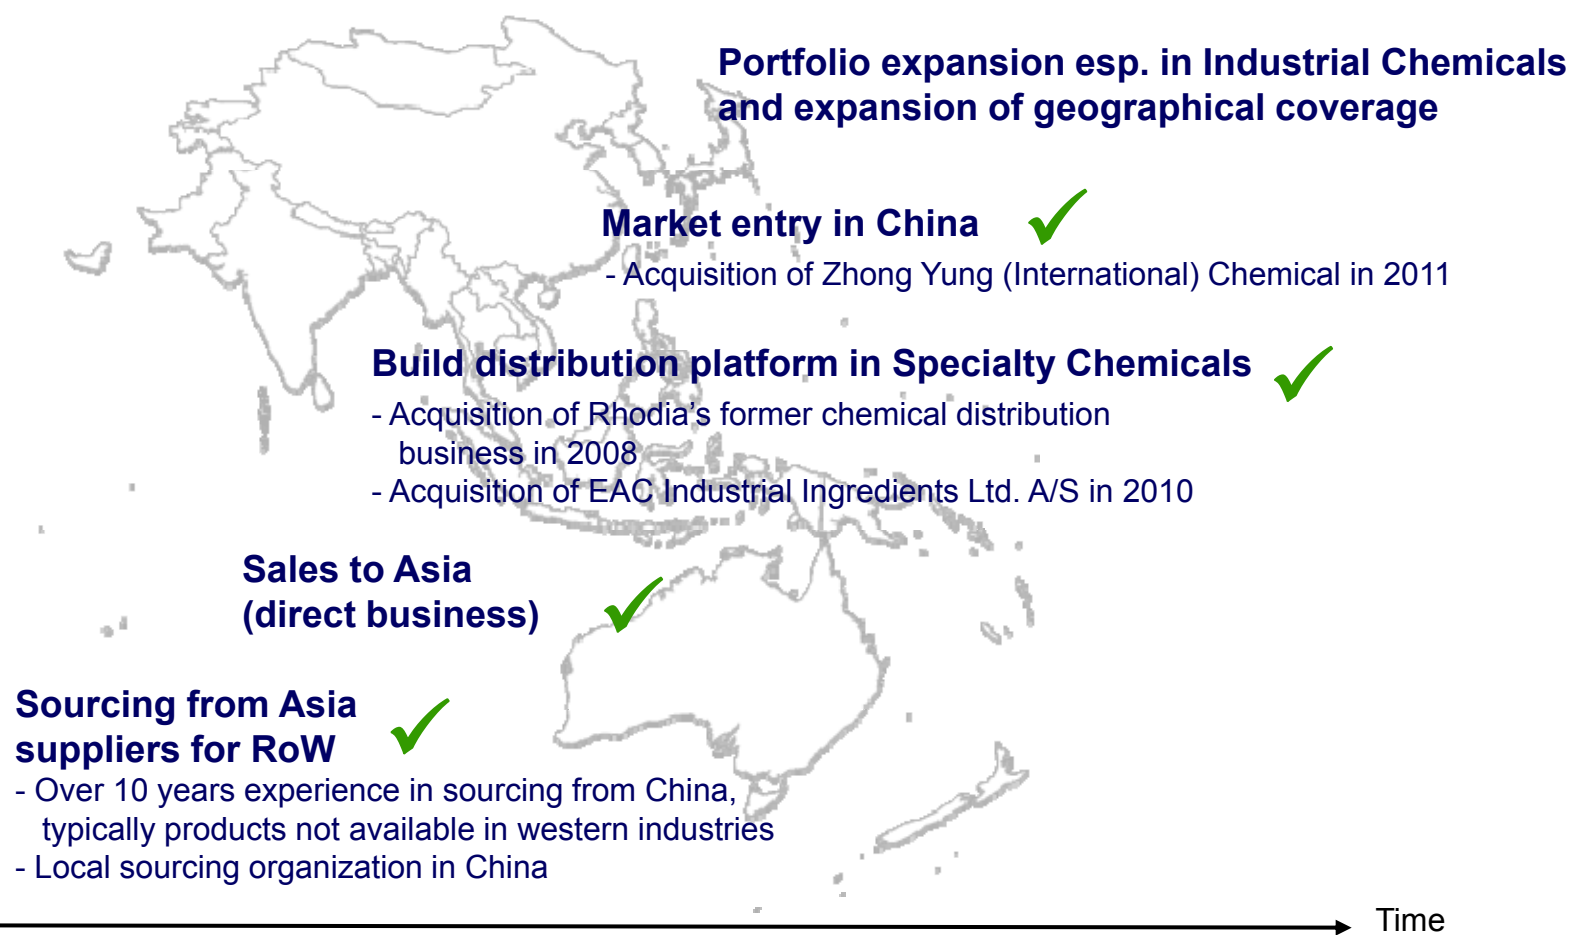 Portfolio expansion esp. in Industrial Chemicals
and expansion of geographical coverage
Market entry in China
- Acquisition of Zhong Yung (International) Chemical in 2011
Build distribution platform in Specialty Chemicals
- Acquisition of Rhodia’s former chemical distribution
business in 2008
- Acquisition of EAC Industrial Ingredients Ltd. A/S in 2010
Sales to Asia
(direct business)
Sourcing from Asia
suppliers for RoW
- Over 10 years experience in sourcing from China,
typically products not available in western industries
- Local sourcing organization in China
Time